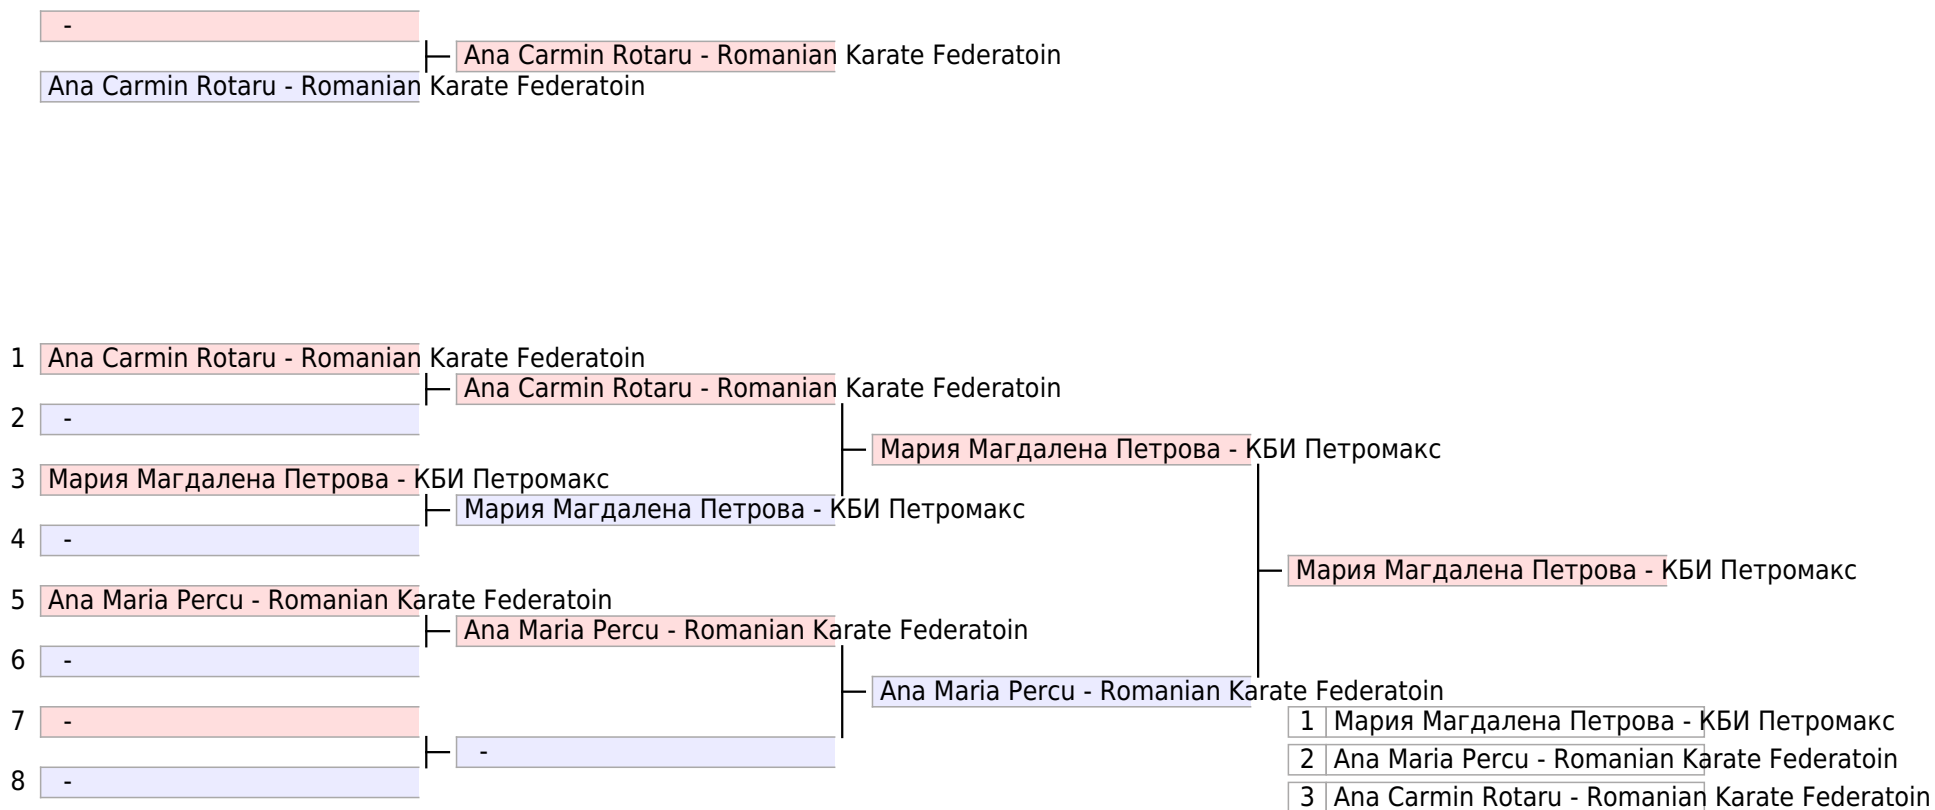 -
Ana Carmin Rotaru - Romanian Karate Federatoin
Ana Carmin Rotaru - Romanian Karate Federatoin
1 Ana Carmin Rotaru - Romanian Karate Federatoin
Ana Carmin Rotaru - Romanian Karate Federatoin
2 -
Мария Магдалена Петрова - КБИ Петромакс
3 Мария Магдалена Петрова - КБИ Петромакс
Мария Магдалена Петрова - КБИ Петромакс
4 -
Мария Магдалена Петрова - КБИ Петромакс
5 Ana Maria Percu - Romanian Karate Federatoin
Ana Maria Percu - Romanian Karate Federatoin
6 -
Ana Maria Percu - Romanian Karate Federatoin
7 -
1 Мария Магдалена Петрова - КБИ Петромакс
-
2 Ana Maria Percu - Romanian Karate Federatoin
8 -
3 Ana Carmin Rotaru - Romanian Karate Federatoin